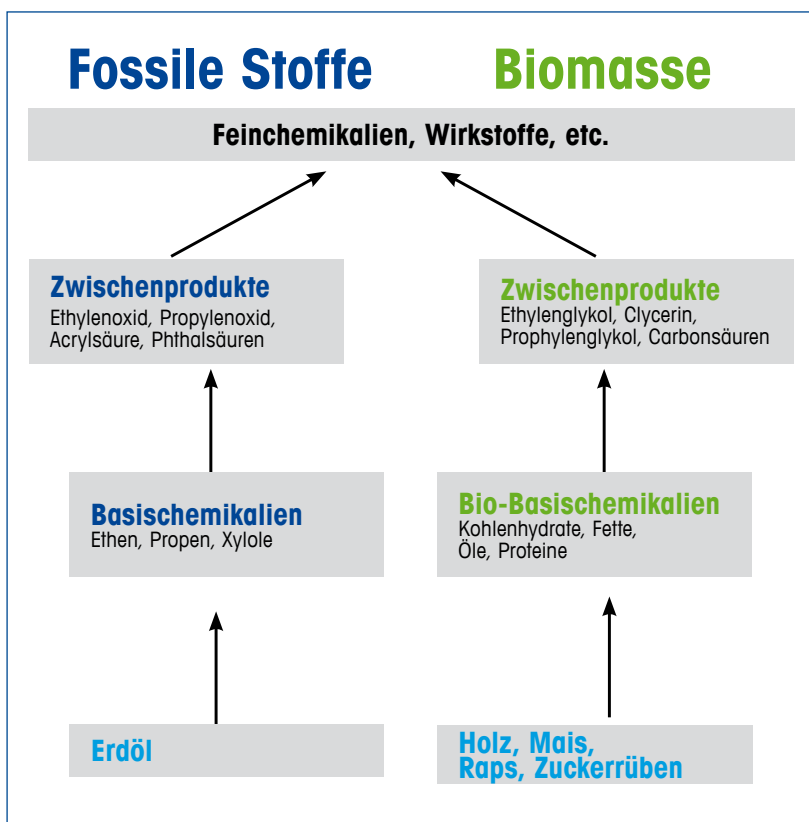 Fossile Stoffe
Biomasse
Feinchemikalien, Wirkstoffe, etc.
Zwischenprodukte
Ethylenoxid, Propylenoxid,
Acrylsäure, Phthalsäuren
Zwischenprodukte
Ethylenglykol, Clycerin,
Prophylenglykol, Carbonsäuren
Basischemikalien
Ethen, Propen, Xylole
Bio-Basischemikalien
Kohlenhydrate, Fette,
Öle, Proteine
Erdöl
Holz, Mais,
Raps, Zuckerrüben